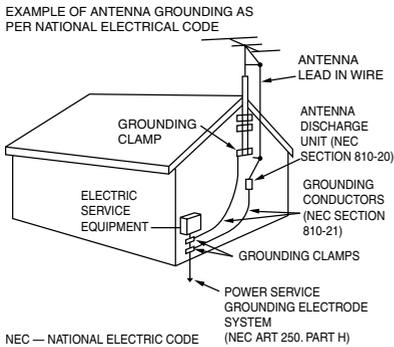 EXAMPLE OF ANTENNA GROUNDING AS
PER NATIONAL ELECTRICAL CODE
ANTENNA
LEAD IN WIRE
GROUNDING
CLAMP
ANTENNA
DISCHARGE
UNIT (NEC
SECTION 810-20)
ELECTRIC
SERVICE
EQUIPMENT
GROUNDING
CONDUCTORS
(NEC SECTION
810-21)
GROUNDING CLAMPS
POWER SERVICE
GROUNDING ELECTRODE
SYSTEM
(NEC ART 250. PART H)
NEC — NATIONAL ELECTRIC CODE